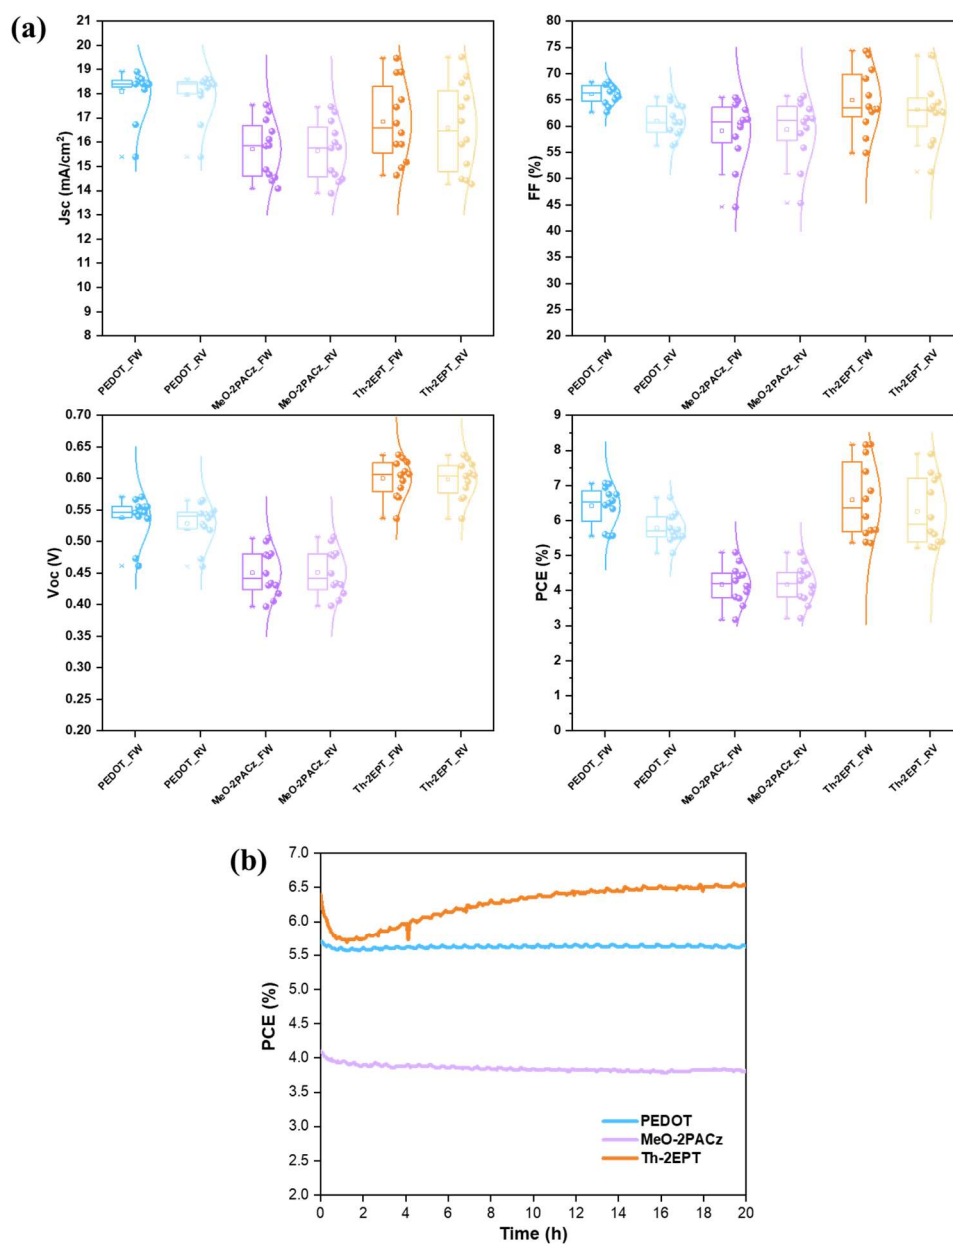 (a)
21
20
19
18
17
16
15
14
13
12
11
10
9
8
Jsc (mA/cm²)
PEDOT_FW
PEDOT_RV
MeO-2PACz_FW
MeO-2PACz_RV
Th-2EPT_FW
Th-2EPT_RV
80
75
70
65
60
55
50
45
40
35
30
25
20
FF (%)
PEDOT_FW
PEDOT_RV
MeO-2PACz_FW
MeO-2PACz_RV
Th-2EPT_FW
Th-2EPT_RV
0.70
0.65
0.60
0.55
0.50
0.45
0.40
0.35
0.30
0.25
0.20
Voc (V)
PEDOT_FW
PEDOT_RV
MeO-2PACz_FW
MeO-2PACz_RV
Th-2EPT_FW
Th-2EPT_RV
9
8
7
6
5
4
3
2
1
0
PCE (%)
PEDOT_FW
PEDOT_RV
MeO-2PACz_FW
MeO-2PACz_RV
Th-2EPT_FW
Th-2EPT_RV
(b)
7.0
6.5
6.0
5.5
5.0
4.5
4.0
3.5
3.0
2.5
2.0
PCE (%)
PEDOT
MeO-2PACz
Th-2EPT
0 2 4 6 8 10 12 14 16 18 20
Time (h)